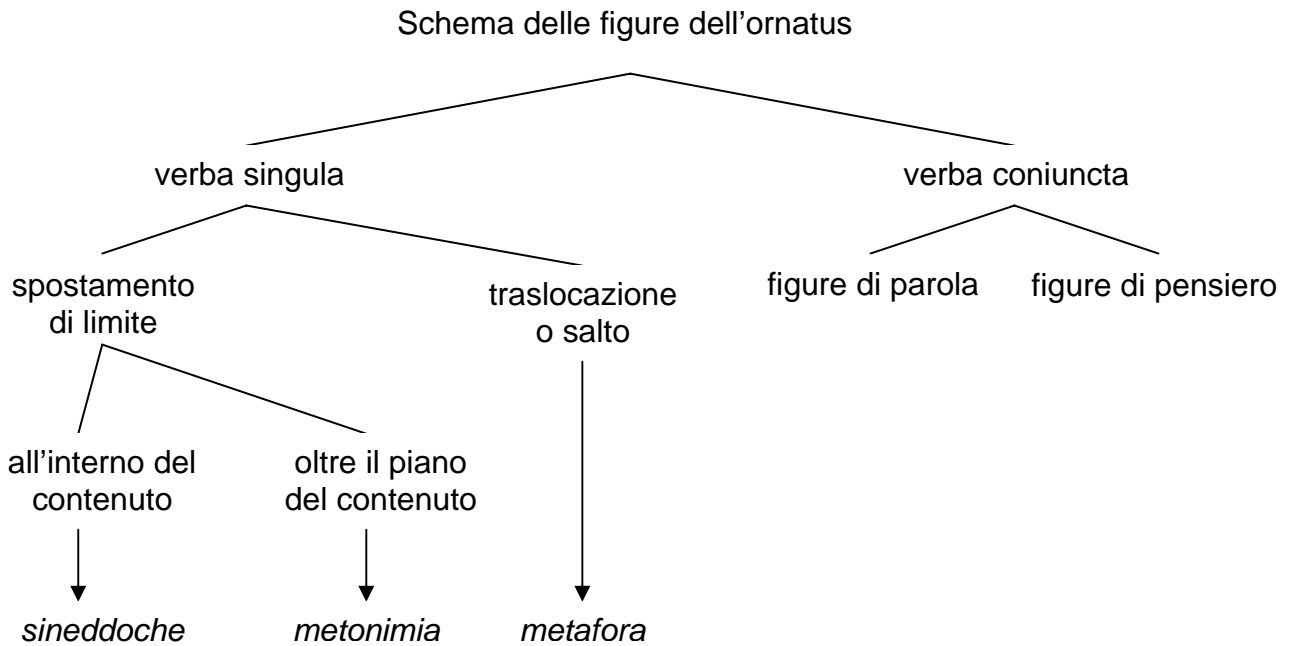 Schema delle figure dell’ornatus
verba singula
verba coniuncta
spostamento
di limite
traslocazione
o salto
figure di parola
figure di pensiero
all’interno del
contenuto
oltre il piano
del contenuto
sineddoche
metonimia
metafora